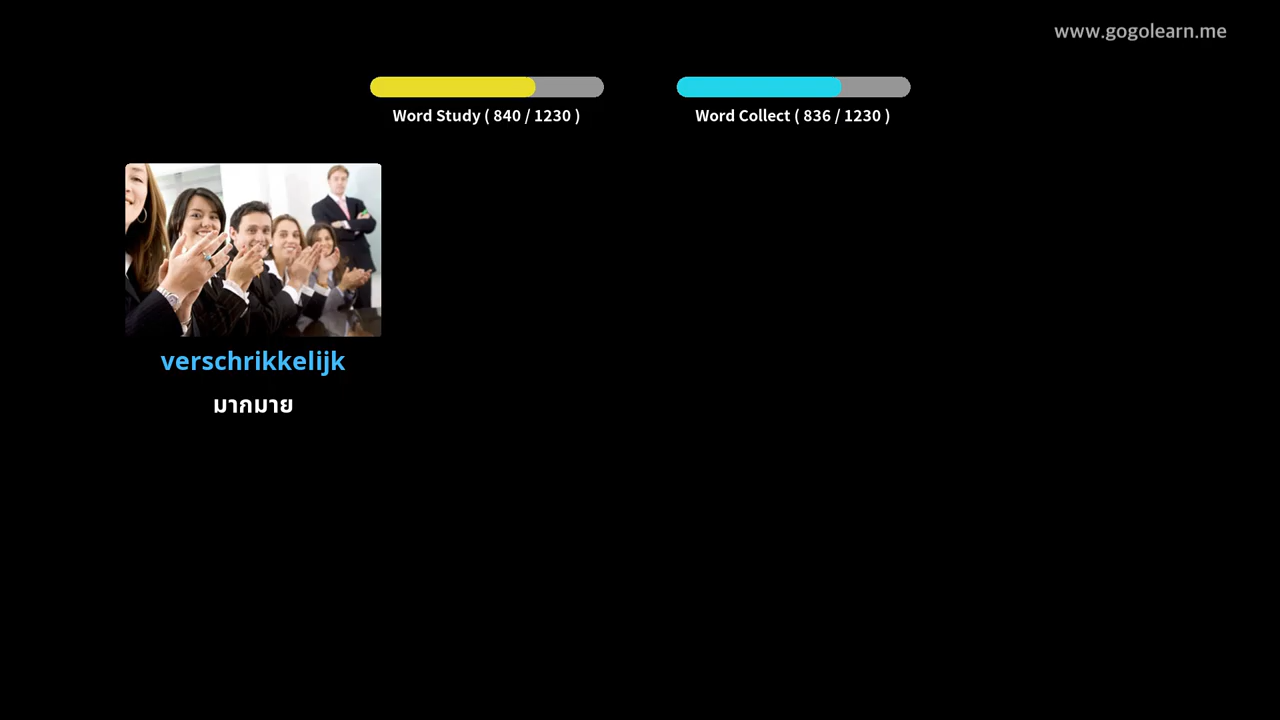 www.gogolearn.me
Word Study ( 840 / 1230 )
Word Collect ( 836 / 1230 )
verschrikkelijk
มากมาย